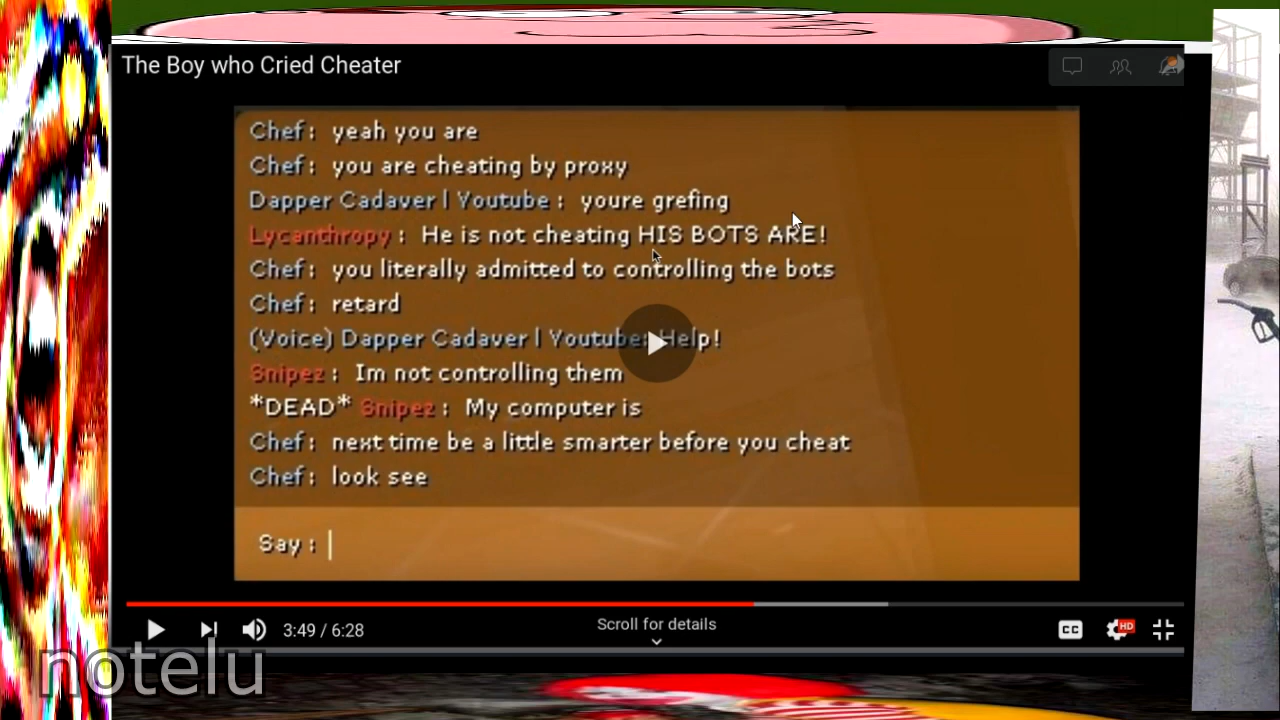 The Boy who Cried Cheater
Chef : yeah you are
Chef : you are cheating by proxy
Dapper Cadaver | Youtube : youre grefing
Lycanthropy : He is not cheating HIS BOTS ARE!
Chef : you literally admitted to controlling the bots
Chef : retard
(Voice) Dapper Cadaver | Youtube: Help!
Snipez : Im not controlling them
*DEAD* Snipez : My computer is
Chef : next time be a little smarter before you cheat
Chef : look see
Say :
Scroll for details
3:49 / 6:28
CC
HD
notelu